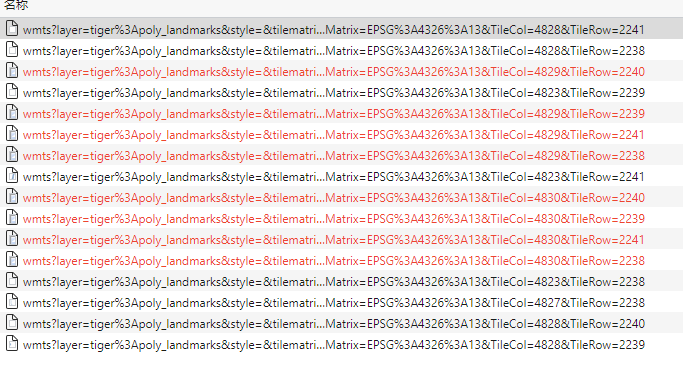 名称
wmts?layer=tiger%3Apoly_landmarks&style=&tilematri...Matrix=EPSG%3A4326%3A13&TileCol=4828&TileRow=2241
wmts?layer=tiger%3Apoly_landmarks&style=&tilematri...Matrix=EPSG%3A4326%3A13&TileCol=4828&TileRow=2238
wmts?layer=tiger%3Apoly_landmarks&style=&tilematri...Matrix=EPSG%3A4326%3A13&TileCol=4829&TileRow=2240
wmts?layer=tiger%3Apoly_landmarks&style=&tilematri...Matrix=EPSG%3A4326%3A13&TileCol=4823&TileRow=2239
wmts?layer=tiger%3Apoly_landmarks&style=&tilematri...Matrix=EPSG%3A4326%3A13&TileCol=4829&TileRow=2239
wmts?layer=tiger%3Apoly_landmarks&style=&tilematri...Matrix=EPSG%3A4326%3A13&TileCol=4829&TileRow=2241
wmts?layer=tiger%3Apoly_landmarks&style=&tilematri...Matrix=EPSG%3A4326%3A13&TileCol=4829&TileRow=2238
wmts?layer=tiger%3Apoly_landmarks&style=&tilematri...Matrix=EPSG%3A4326%3A13&TileCol=4823&TileRow=2241
wmts?layer=tiger%3Apoly_landmarks&style=&tilematri...Matrix=EPSG%3A4326%3A13&TileCol=4830&TileRow=2240
wmts?layer=tiger%3Apoly_landmarks&style=&tilematri...Matrix=EPSG%3A4326%3A13&TileCol=4830&TileRow=2239
wmts?layer=tiger%3Apoly_landmarks&style=&tilematri...Matrix=EPSG%3A4326%3A13&TileCol=4830&TileRow=2241
wmts?layer=tiger%3Apoly_landmarks&style=&tilematri...Matrix=EPSG%3A4326%3A13&TileCol=4830&TileRow=2238
wmts?layer=tiger%3Apoly_landmarks&style=&tilematri...Matrix=EPSG%3A4326%3A13&TileCol=4823&TileRow=2238
wmts?layer=tiger%3Apoly_landmarks&style=&tilematri...Matrix=EPSG%3A4326%3A13&TileCol=4827&TileRow=2238
wmts?layer=tiger%3Apoly_landmarks&style=&tilematri...Matrix=EPSG%3A4326%3A13&TileCol=4828&TileRow=2240
wmts?layer=tiger%3Apoly_landmarks&style=&tilematri...Matrix=EPSG%3A4326%3A13&TileCol=4828&TileRow=2239